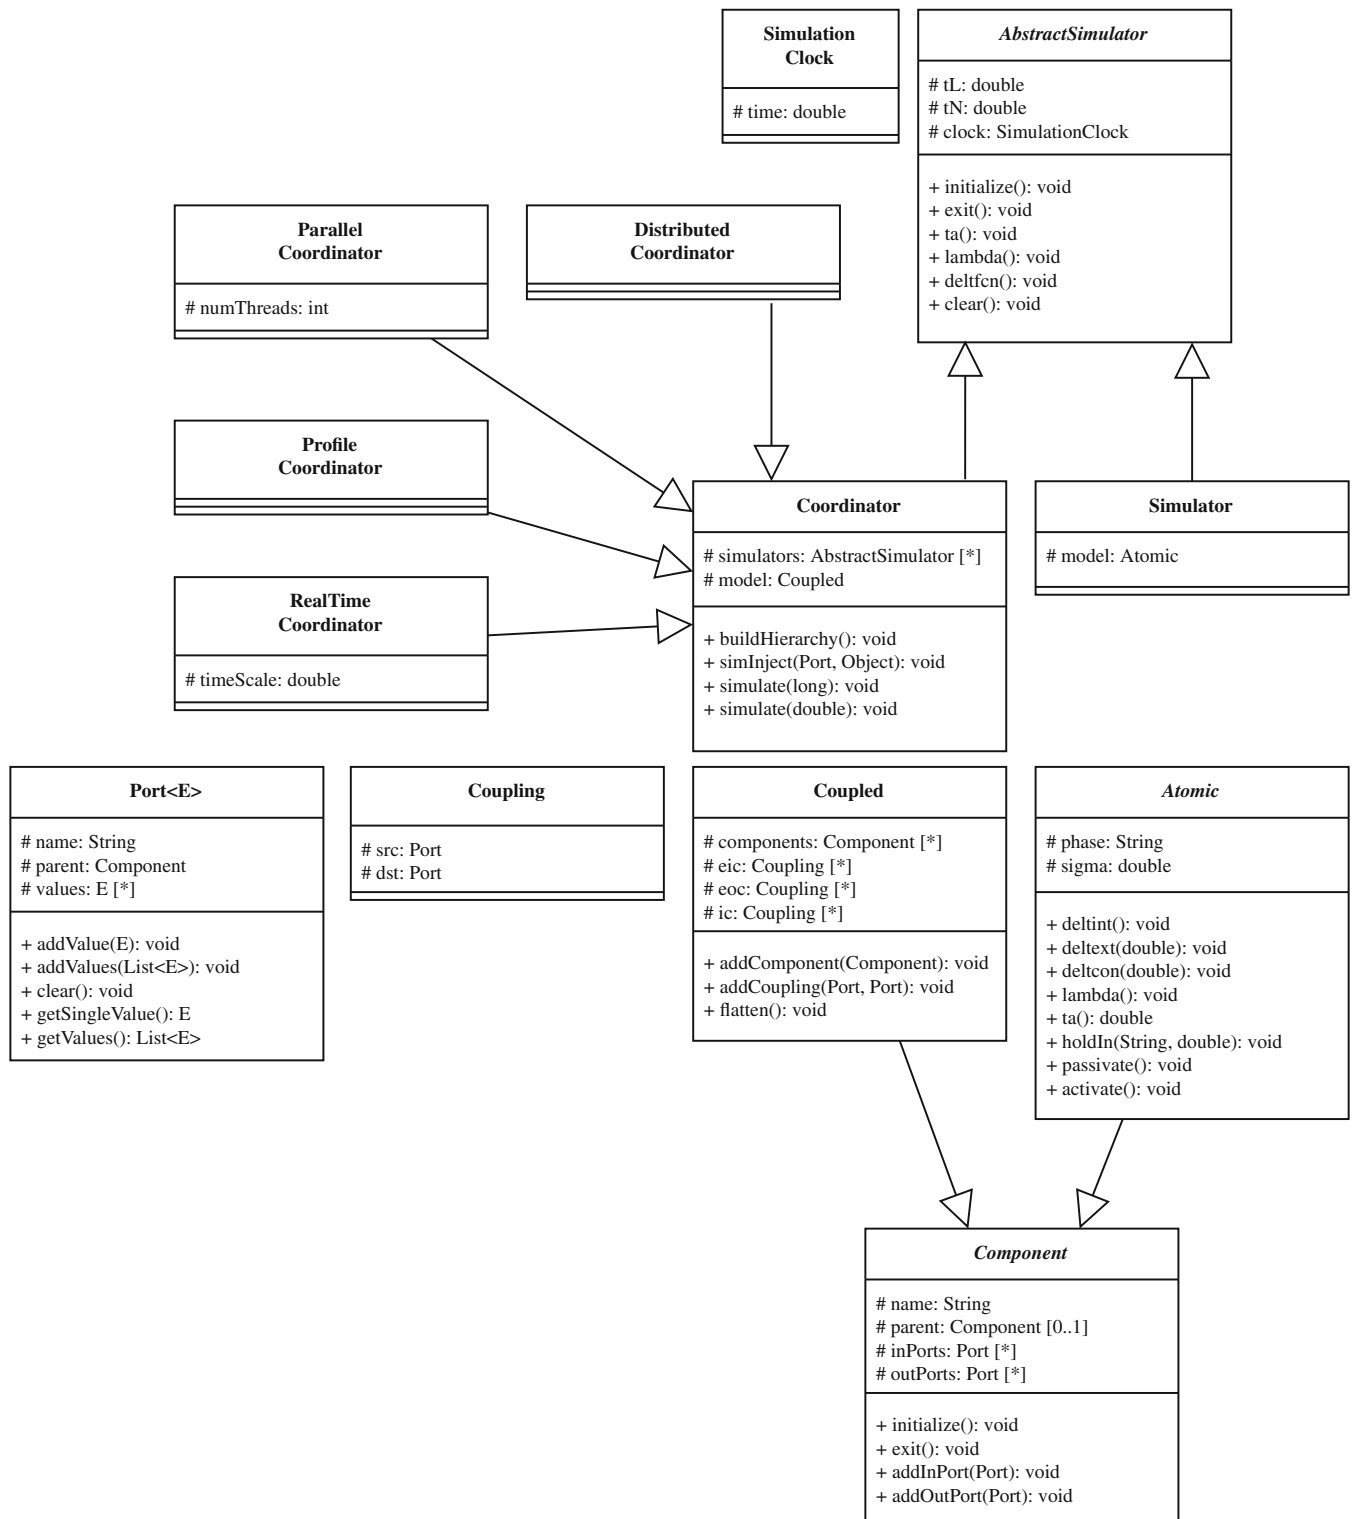 Simulation
Clock
# time: double
AbstractSimulator
# tL: double
# tN: double
# clock: SimulationClock
+ initialize(): void
+ exit(): void
+ ta(): void
+ lambda(): void
+ deltfcn(): void
+ clear(): void
Parallel
Coordinator
# numThreads: int
Distributed
Coordinator
Profile
Coordinator
RealTime
Coordinator
# timeScale: double
Coordinator
# simulators: AbstractSimulator [*]
# model: Coupled
+ buildHierarchy(): void
+ simInject(Port, Object): void
+ simulate(long): void
+ simulate(double): void
Simulator
# model: Atomic
Port<E>
# name: String
# parent: Component
# values: E [*]
+ addValue(E): void
+ addValues(List<E>): void
+ clear(): void
+ getSingleValue(): E
+ getValues(): List<E>
Coupling
# src: Port
# dst: Port
Coupled
# components: Component [*]
# eic: Coupling [*]
# eoc: Coupling [*]
# ic: Coupling [*]
+ addComponent(Component): void
+ addCoupling(Port, Port): void
+ flatten(): void
Atomic
# phase: String
# sigma: double
+ deltint(): void
+ deltext(double): void
+ deltcon(double): void
+ lambda(): void
+ ta(): double
+ holdIn(String, double): void
+ passivate(): void
+ activate(): void
Component
# name: String
# parent: Component [0..1]
# inPorts: Port [*]
# outPorts: Port [*]
+ initialize(): void
+ exit(): void
+ addInPort(Port): void
+ addOutPort(Port): void